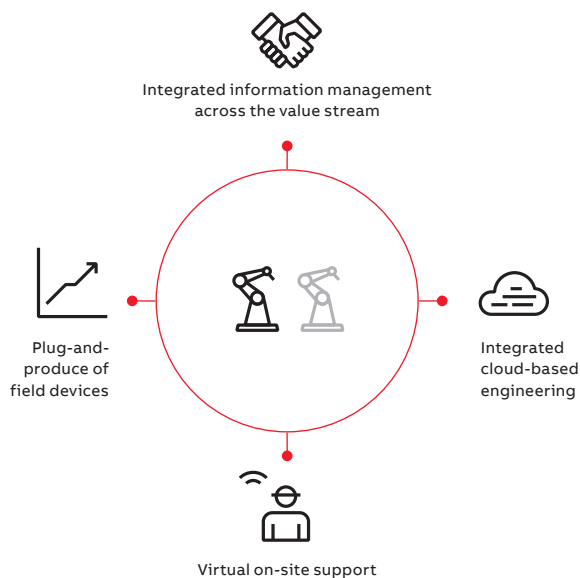 Integrated information management
across the value stream
Plug-and-
produce of
field devices
Integrated
cloud-based
engineering
Virtual on-site support